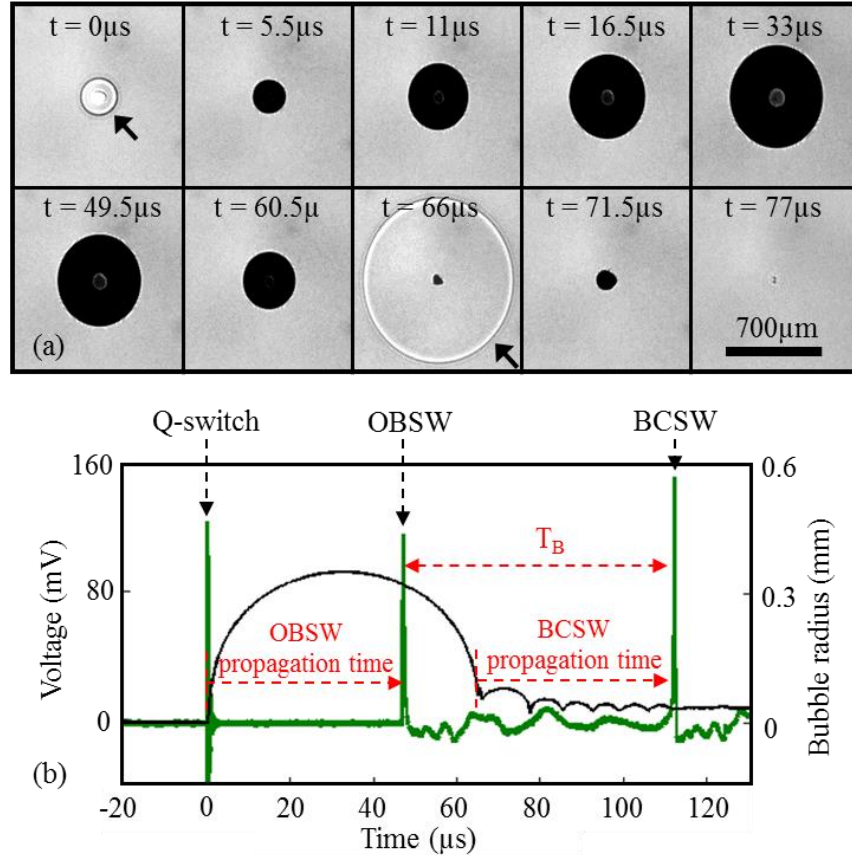 t = 0µs
t = 5.5µs
t = 11µs
t = 16.5µs
t = 33µs
t = 49.5µs
t = 60.5µ
t = 66µs
t = 71.5µs
t = 77µs
(a)
700µm
Q-switch
OBSW
BCSW
160
80
0
Voltage (mV)
0.6
0.3
0
Bubble radius (mm)
T_B
OBSW
propagation time
BCSW
propagation time
(b)
-20 0 20 40 60 80 100 120
Time (µs)